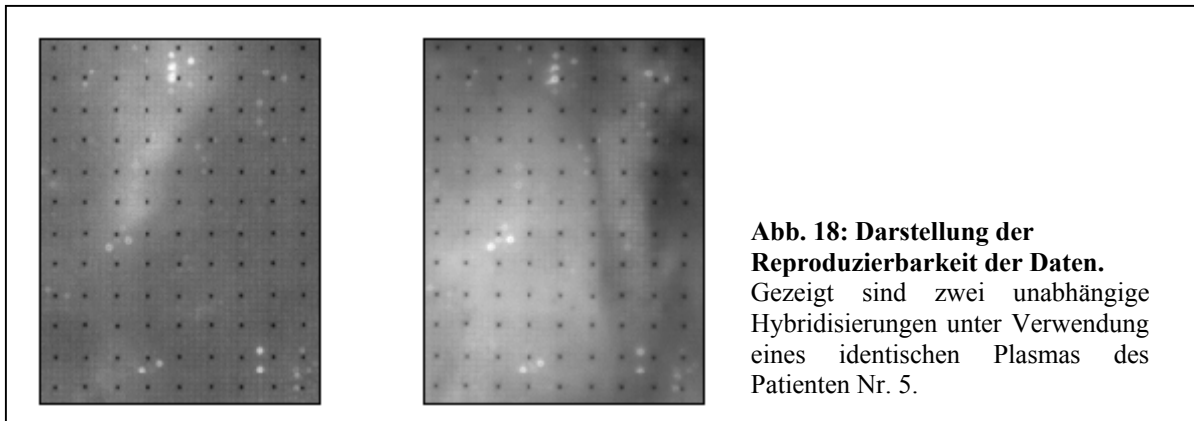 Abb. 18: Darstellung der
Reproduzierbarkeit der Daten.
Gezeigt sind zwei unabhängige
Hybridisierungen unter Verwendung
eines identischen Plasmas des
Patienten Nr. 5.